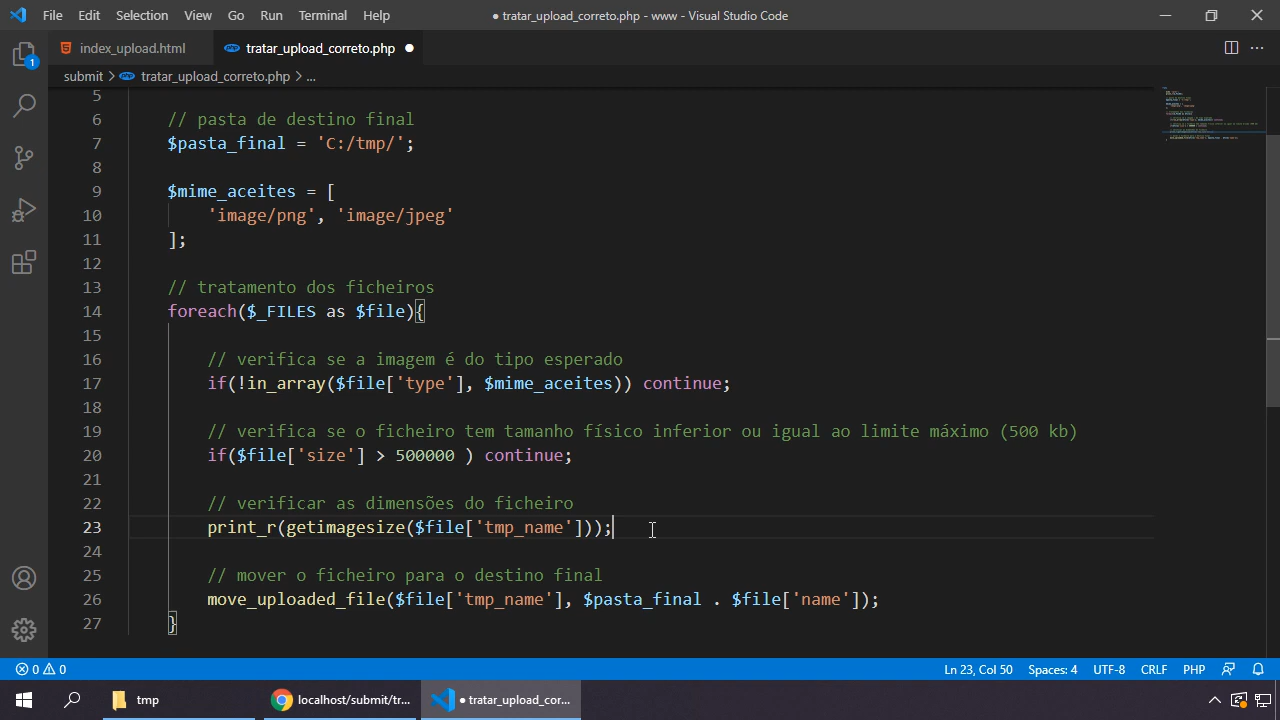 File Edit Selection View Go Run Terminal Help
● tratar_upload_correto.php - www - Visual Studio Code
index_upload.html
php tratar_upload_correto.php ●
submit > php tratar_upload_correto.php > ...
1
5
6 // pasta de destino final
7 $pasta_final = 'C:/tmp/';
8
9 $mime_aceites = [
10 'image/png', 'image/jpeg'
11 ];
12
13 // tratamento dos ficheiros
14 foreach($_FILES as $file){
15
16 // verifica se a imagem é do tipo esperado
17 if(!in_array($file['type'], $mime_aceites)) continue;
18
19 // verifica se o ficheiro tem tamanho físico inferior ou igual ao limite máximo (500 kb)
20 if($file['size'] > 500000 ) continue;
21
22 // verificar as dimensões do ficheiro
23 print_r(getimagesize($file['tmp_name']));
24
25 // mover o ficheiro para o destino final
26 move_uploaded_file($file['tmp_name'], $pasta_final . $file['name']);
27 }
0 0
Ln 23, Col 50 Spaces: 4 UTF-8 CRLF PHP
tmp
localhost/submit/tr...
● tratar_upload_cor...